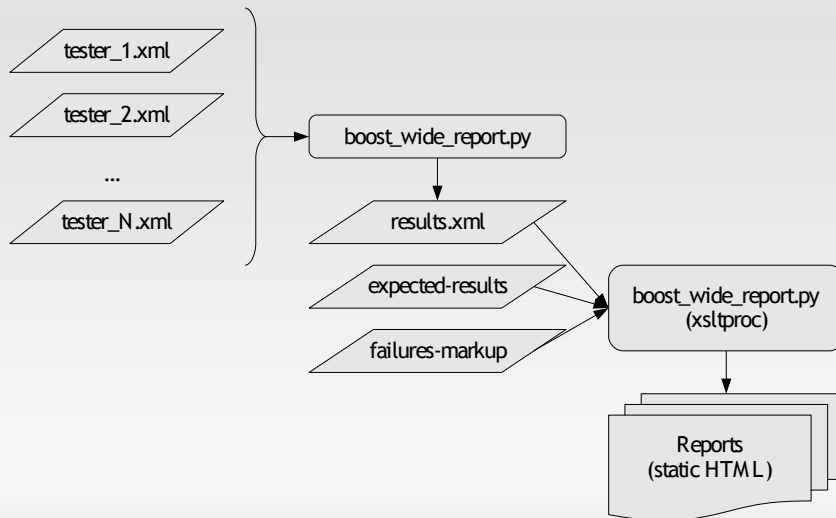 tester_1.xml
tester_2.xml
...
tester_N.xml
boost_wide_report.py
results.xml
expected-results
failures-markup
boost_wide_report.py
(xsltproc)
Reports
(static HTML)